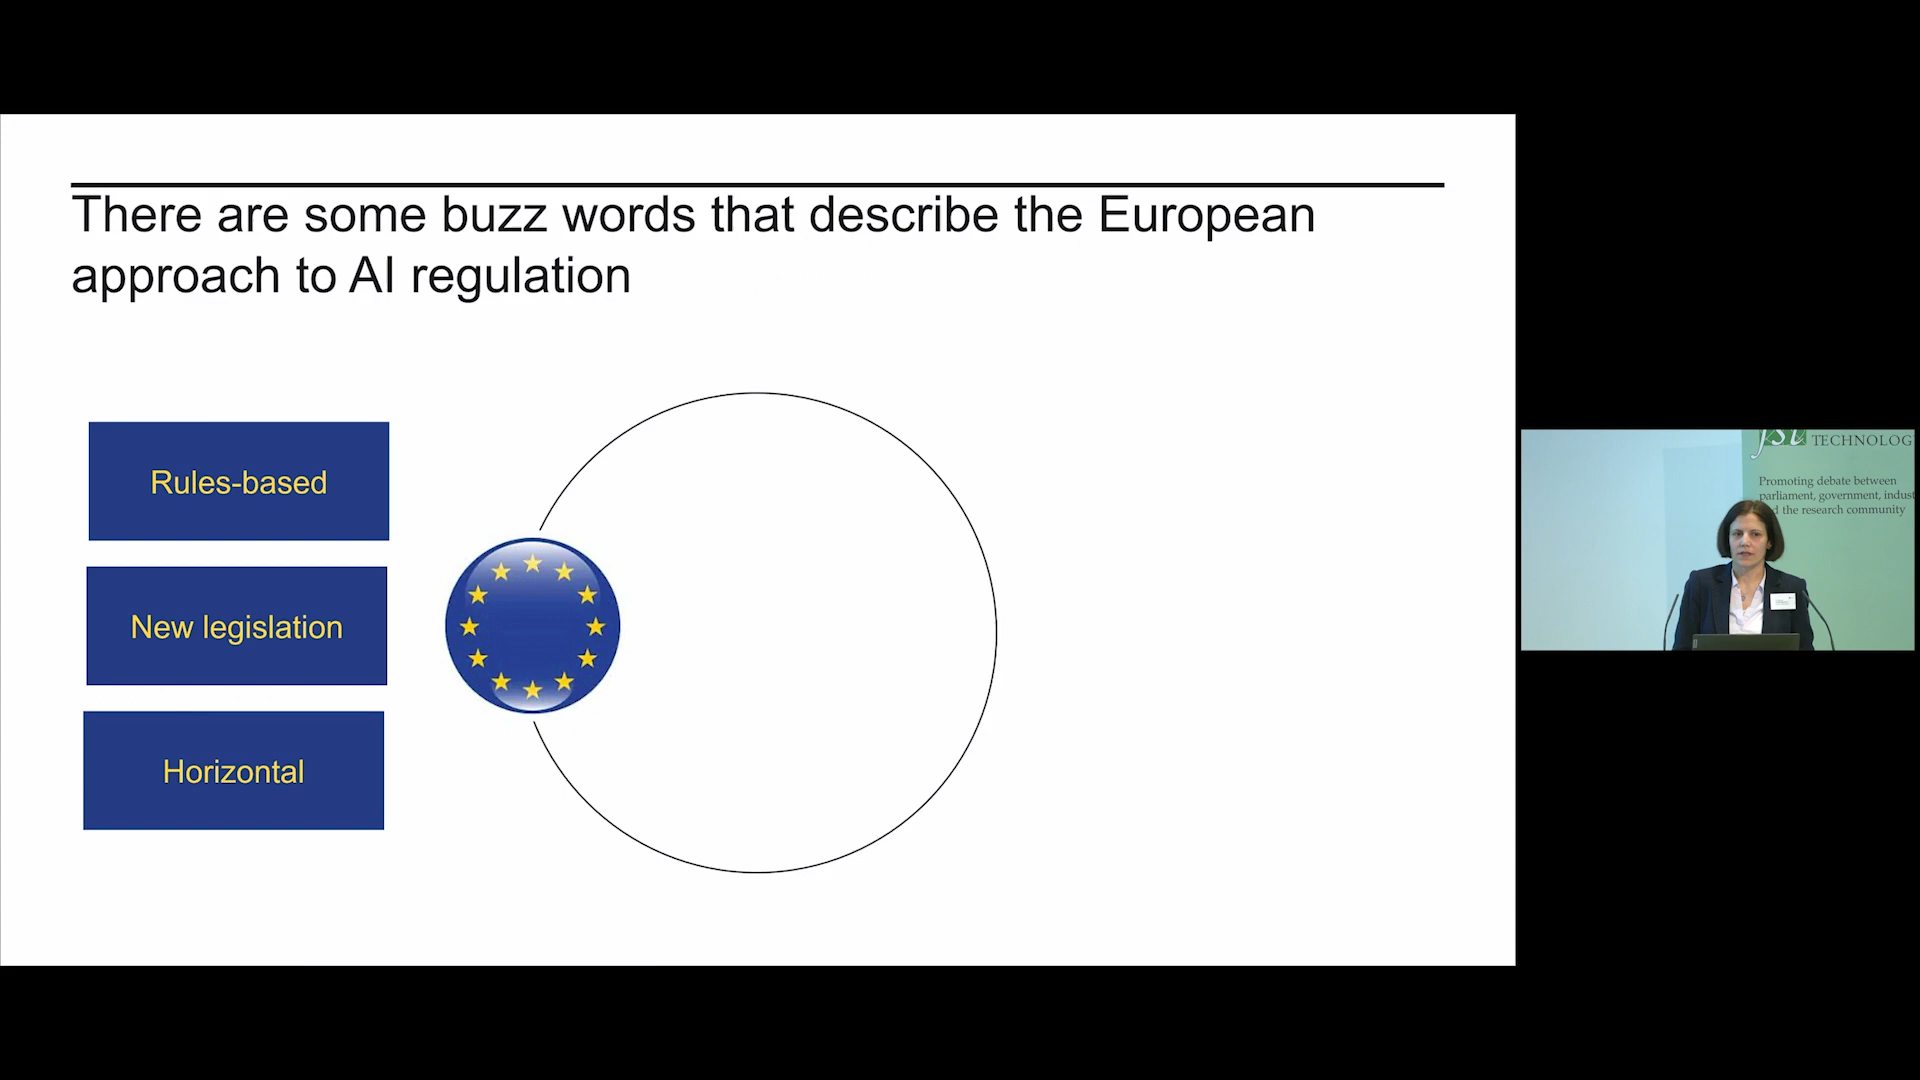 There are some buzz words that describe the European
approach to AI regulation
Rules-based
New legislation
Horizontal
fst
TECHNOLOG
Promoting debate between
parliament, government, indust
d the research community